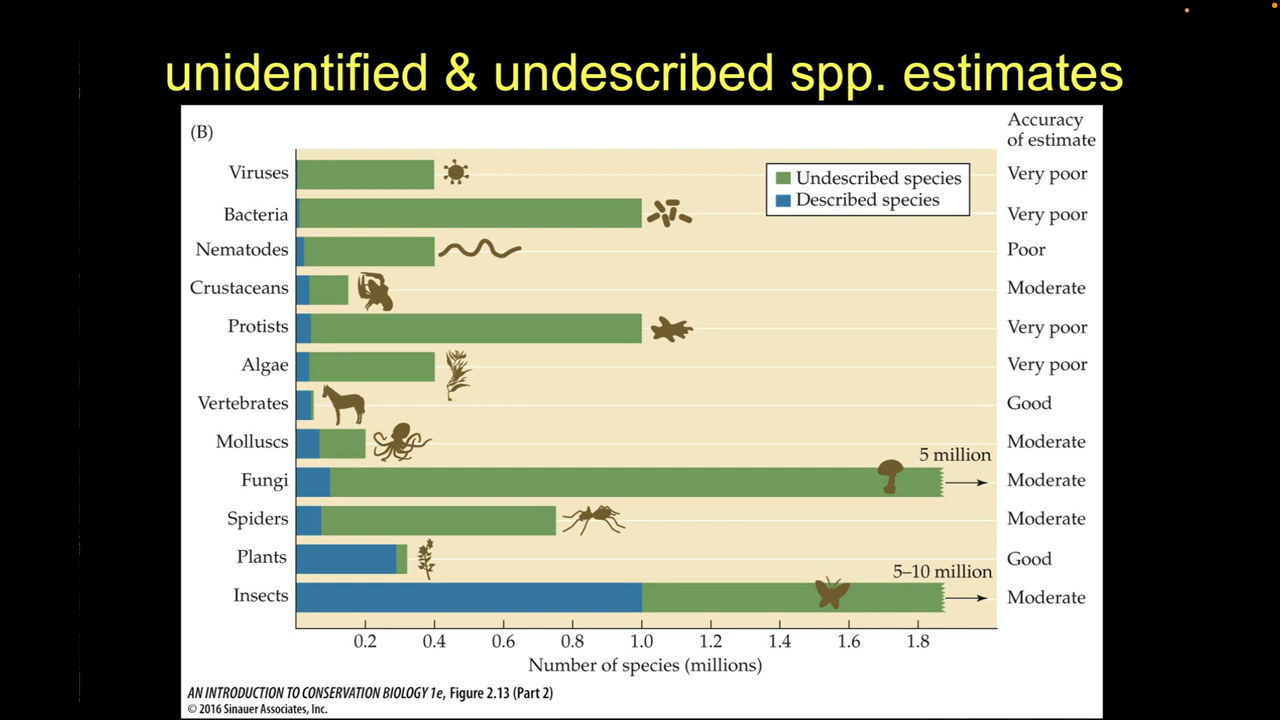 unidentified & undescribed spp. estimates
(B)
Accuracy
of estimate
Undescribed species
Described species
Viruses Very poor
Bacteria Very poor
Nematodes Poor
Crustaceans Moderate
Protists Very poor
Algae Very poor
Vertebrates Good
Molluscs Moderate
5 million
Fungi Moderate
Spiders Moderate
Plants Good
5–10 million
Insects Moderate
0.2 0.4 0.6 0.8 1.0 1.2 1.4 1.6 1.8
Number of species (millions)
AN INTRODUCTION TO CONSERVATION BIOLOGY 1e, Figure 2.13 (Part 2)
© 2016 Sinauer Associates, Inc.